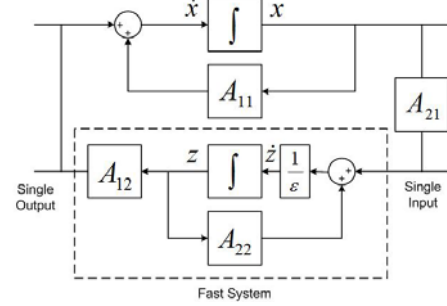 ẋ
x
+
+
∫
A₁₁
A₂₁
A₁₂
z
∫
ż
1
ε
+
+
A₂₂
Single
Output
Single
Input
Fast System